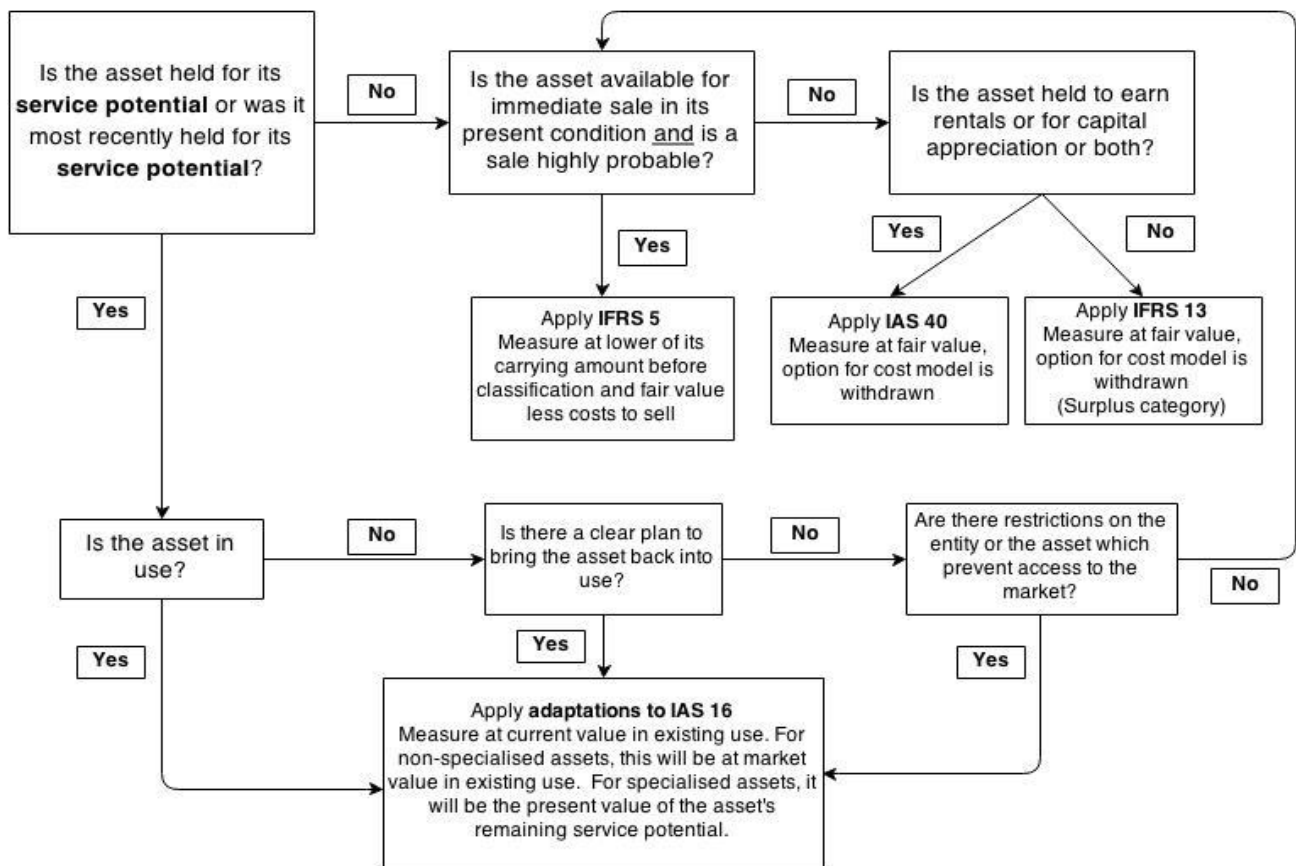 Is the asset held for its
service potential or was it
most recently held for its
service potential?
No
Is the asset available for
immediate sale in its
present condition and is a
sale highly probable?
No
Is the asset held to earn
rentals or for capital
appreciation or both?
Yes
Yes
Yes
No
Apply IFRS 5
Measure at lower of its
carrying amount before
classification and fair value
less costs to sell
Apply IAS 40
Measure at fair value,
option for cost model is
withdrawn
Apply IFRS 13
Measure at fair value,
option for cost model is
withdrawn
(Surplus category)
Is the asset in
use?
No
Is there a clear plan to
bring the asset back into
use?
No
Are there restrictions on the
entity or the asset which
prevent access to the
market?
No
Yes
Yes
Yes
Apply adaptations to IAS 16
Measure at current value in existing use. For
non-specialised assets, this will be at market
value in existing use. For specialised assets, it
will be the present value of the asset's
remaining service potential.